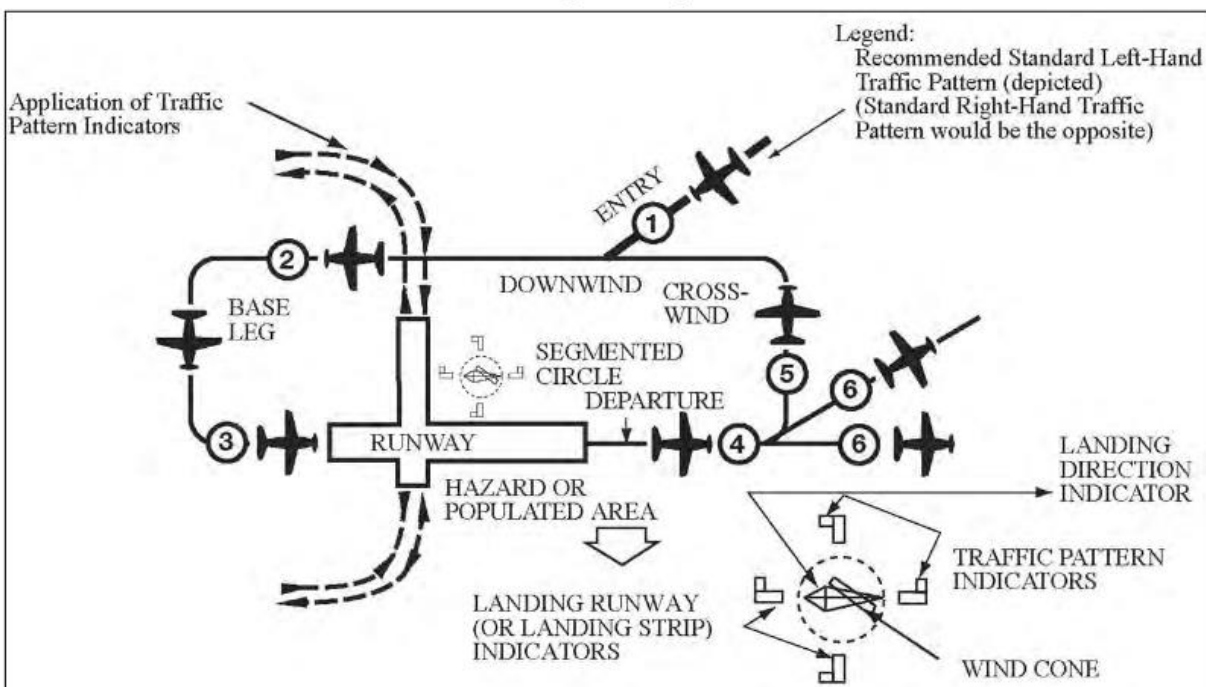 Legend:
Recommended Standard Left-Hand
Traffic Pattern (depicted)
(Standard Right-Hand Traffic
Pattern would be the opposite)
Application of Traffic
Pattern Indicators
ENTRY
1
2
DOWNWIND
CROSS-
WIND
BASE
LEG
SEGMENTED
CIRCLE
5
6
DEPARTURE
3
RUNWAY
4
6
HAZARD OR
POPULATED AREA
LANDING
DIRECTION
INDICATOR
TRAFFIC PATTERN
INDICATORS
LANDING RUNWAY
(OR LANDING STRIP)
INDICATORS
WIND CONE